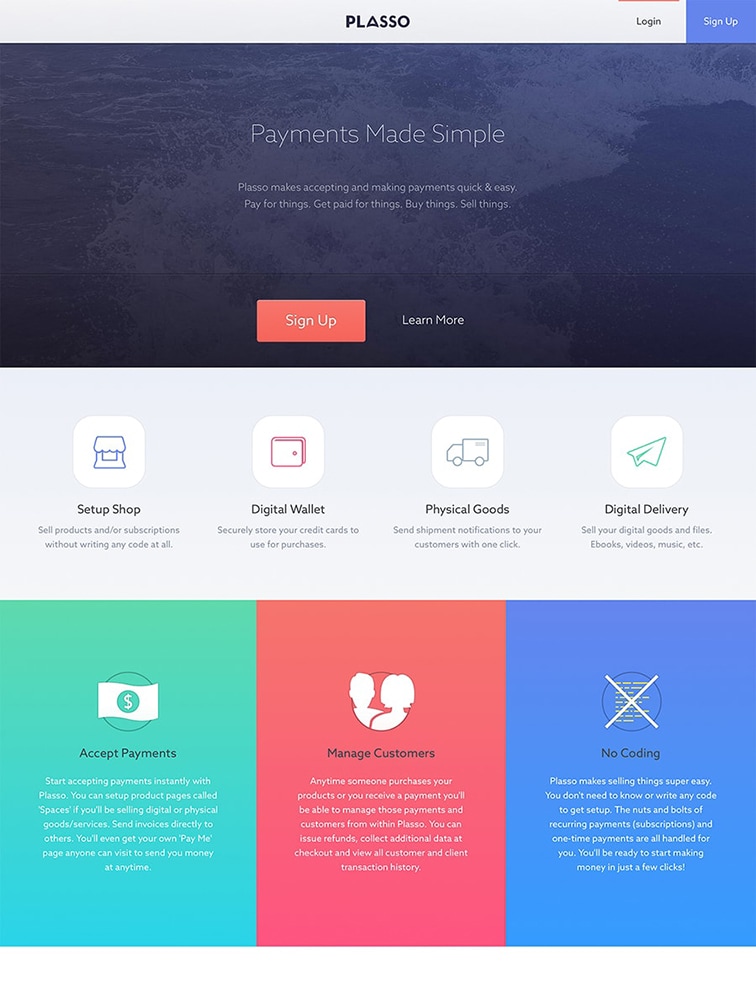 PLASSO
Login
Sign Up
Payments Made Simple
Plasso makes accepting and making payments quick & easy.
Pay for things. Get paid for things. Buy things. Sell things.
Sign Up
Learn More
Setup Shop
Sell products and/or subscriptions
without writing any code at all.
Digital Wallet
Securely store your credit cards to
use for purchases.
Physical Goods
Send shipment notifications to your
customers with one click.
Digital Delivery
Sell your digital goods and files.
Ebooks, videos, music, etc.
$
Accept Payments
Start accepting payments instantly with
Plasso. You can setup product pages called
'Spaces' if you'll be selling digital or physical
goods/services. Send invoices directly to
others. You'll even get your own 'Pay Me'
page anyone can visit to send you money
at anytime.
Manage Customers
Anytime someone purchases your
products or you receive a payment you'll
be able to manage those payments and
customers from within Plasso. You can
issue refunds, collect additional data at
checkout and view all customer and client
transaction history.
No Coding
Plasso makes selling things super easy.
You don't need to know or write any code
to get setup. The nuts and bolts of
recurring payments (subscriptions) and
one-time payments are all handled for
you. You'll be ready to start making
money in just a few clicks!